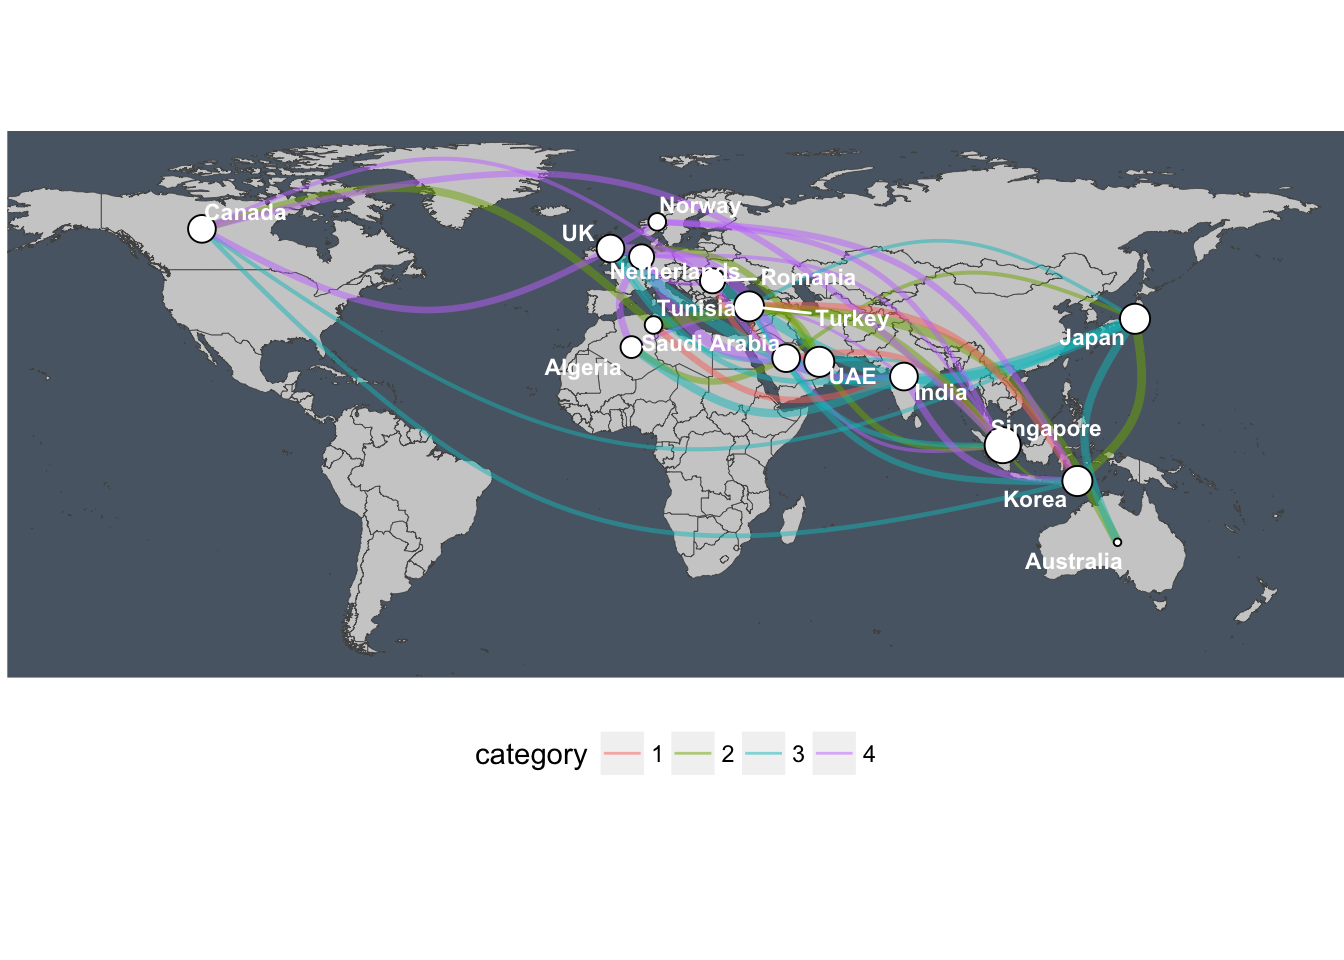 Canada
Norway
UK
Netherlands
Romania
Tunisia
Turkey
Japan
Saudi Arabia
Algeria
UAE
India
Singapore
Korea
Australia
category 1 2 3 4